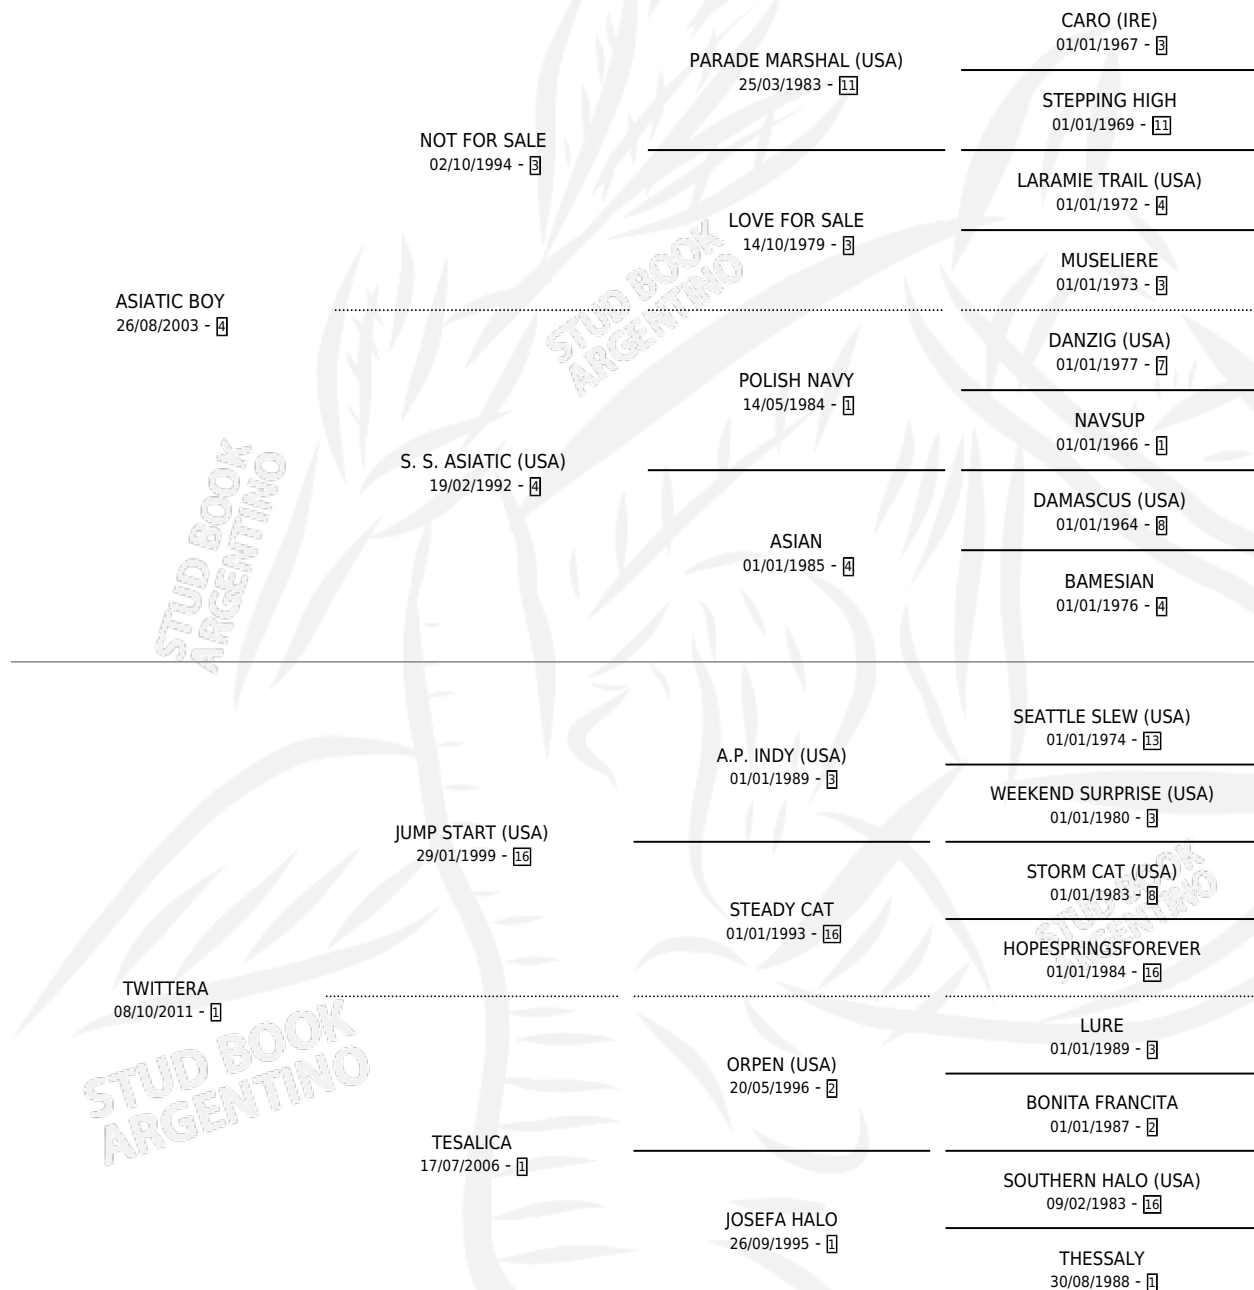 CARO (IRE)
01/01/1967 - 3
PARADE MARSHAL (USA)
25/03/1983 - 11
STEPPING HIGH
01/01/1969 - 11
NOT FOR SALE
02/10/1994 - 3
LARAMIE TRAIL (USA)
01/01/1972 - 4
LOVE FOR SALE
14/10/1979 - 3
MUSELIERE
01/01/1973 - 3
ASIATIC BOY
26/08/2003 - 4
DANZIG (USA)
01/01/1977 - 7
POLISH NAVY
14/05/1984 - 1
NAVSUP
01/01/1966 - 1
S. S. ASIATIC (USA)
19/02/1992 - 4
DAMASCUS (USA)
01/01/1964 - 8
ASIAN
01/01/1985 - 4
BAMESIAN
01/01/1976 - 4
STUD BOOK
ARGENTINO
STUD BOOK
ARGENTINO
SEATTLE SLEW (USA)
01/01/1974 - 13
A.P. INDY (USA)
01/01/1989 - 3
WEEKEND SURPRISE (USA)
01/01/1980 - 3
JUMP START (USA)
29/01/1999 - 16
STORM CAT (USA)
01/01/1983 - 8
STEADY CAT
01/01/1993 - 16
HOPESPRINGSFOREVER
01/01/1984 - 16
TWITTERA
08/10/2011 - 1
LURE
01/01/1989 - 3
ORPEN (USA)
20/05/1996 - 2
BONITA FRANCITA
01/01/1987 - 2
TESALICA
17/07/2006 - 1
SOUTHERN HALO (USA)
09/02/1983 - 16
JOSEFA HALO
26/09/1995 - 1
THESSALY
30/08/1988 - 1
STUD BOOK
ARGENTINO
STUD BOOK
ARGENTINO